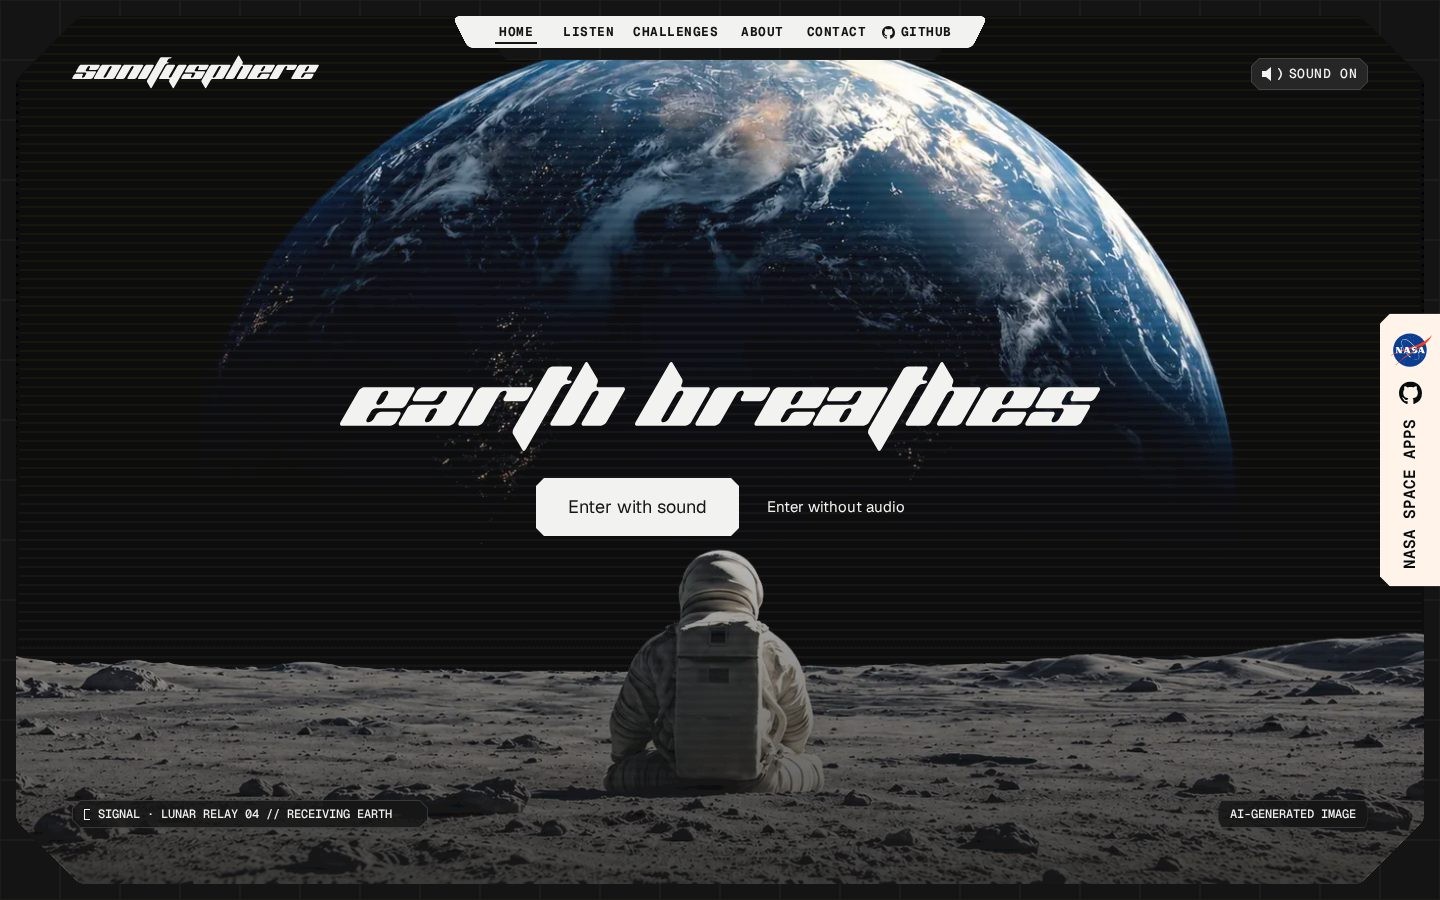 HOME LISTEN CHALLENGES ABOUT CONTACT GITHUB
sonifysphere
SOUND ON
NASA
NASA SPACE APPS
earth breathes
Enter with sound
Enter without audio
SIGNAL · LUNAR RELAY 04 // RECEIVING EARTH
AI-GENERATED IMAGE